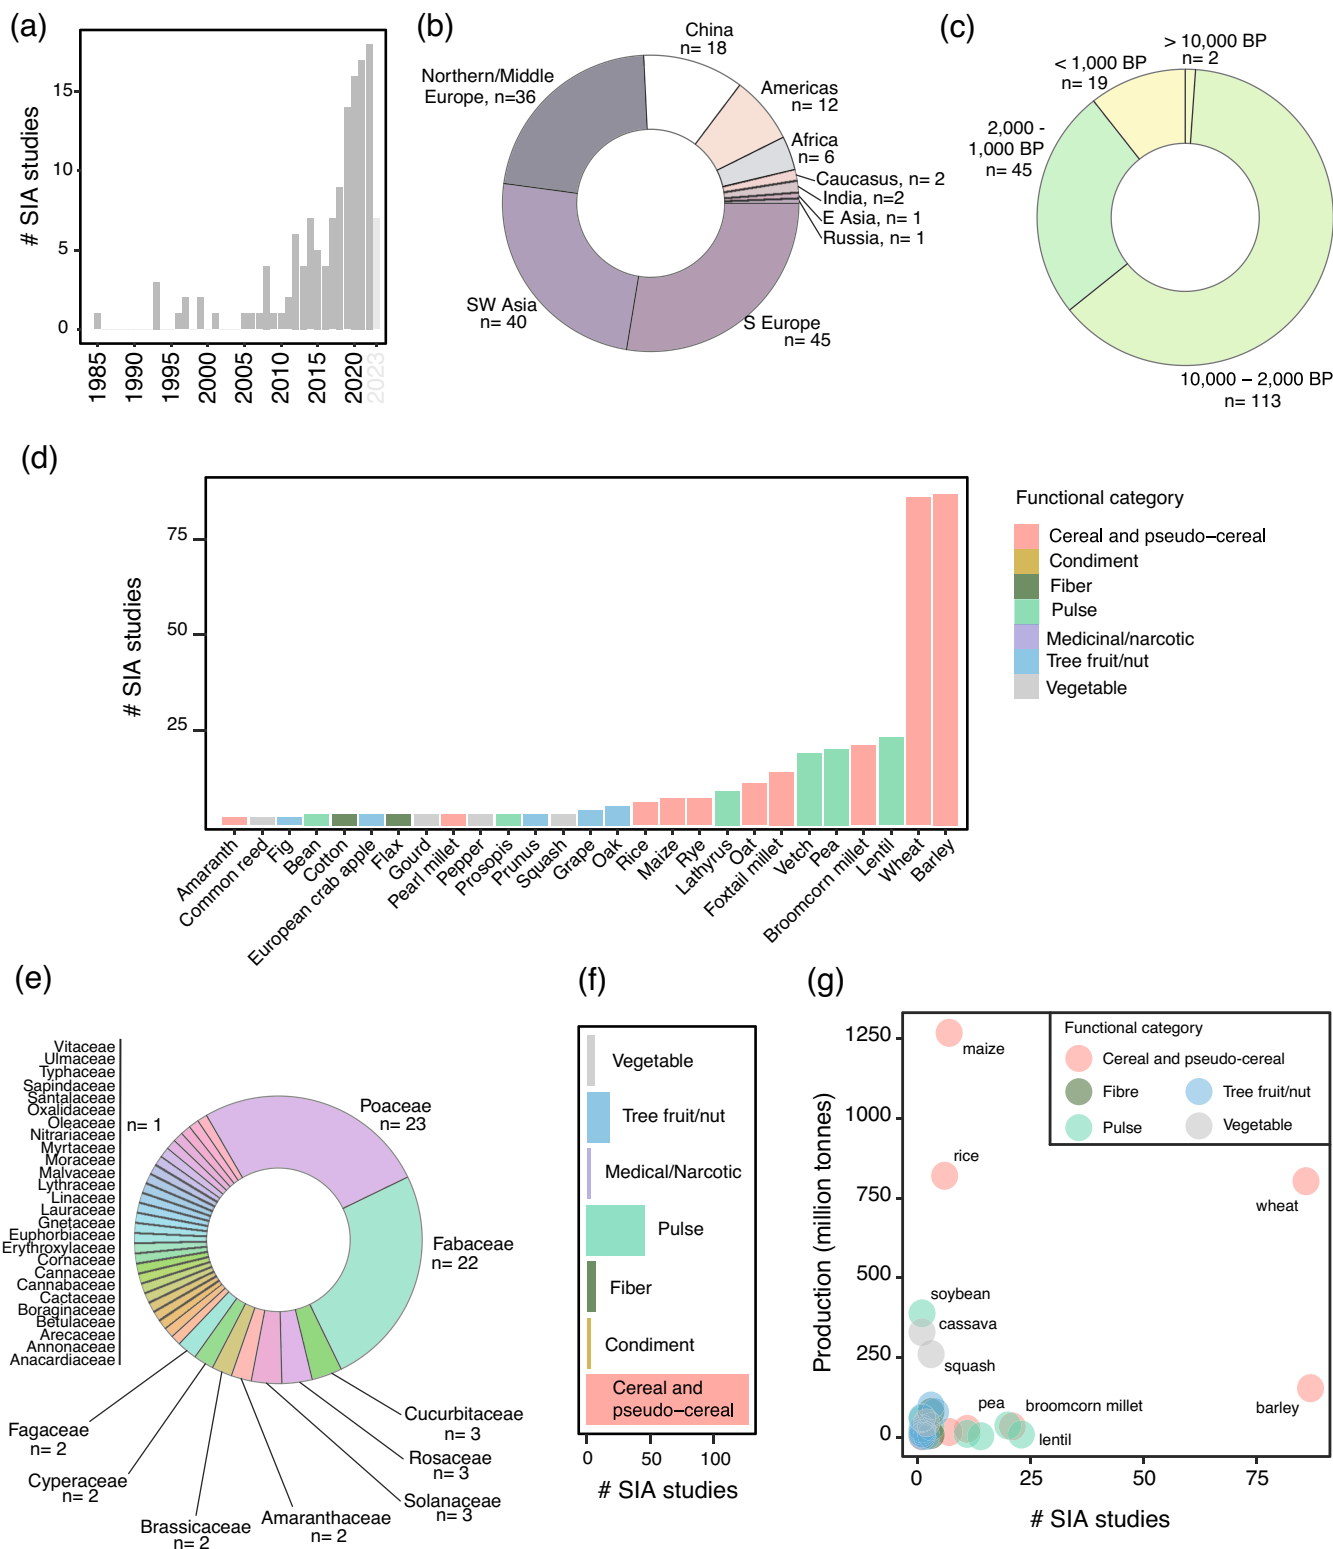 (a)
# SIA studies
15
10
5
0
1985
1990
1995
2000
2005
2010
2015
2020
2023
(b)
China
n= 18
Americas
n= 12
Africa
n= 6
Caucasus, n= 2
India, n=2
E Asia, n= 1
Russia, n= 1
S Europe
n= 45
SW Asia
n= 40
Northern/Middle
Europe, n=36
(c)
> 10,000 BP
n= 2
< 1,000 BP
n= 19
2,000 -
1,000 BP
n= 45
10,000 – 2,000 BP
n= 113
(d)
# SIA studies
75
50
25
Amaranth
Common reed
Fig
Bean
Cotton
European crab apple
Flax
Gourd
Pearl millet
Pepper
Prosopis
Prunus
Squash
Grape
Oak
Rice
Maize
Rye
Lathyrus
Oat
Foxtail millet
Vetch
Pea
Broomcorn millet
Lentil
Wheat
Barley
Functional category
Cereal and pseudo–cereal
Condiment
Fiber
Pulse
Medicinal/narcotic
Tree fruit/nut
Vegetable
(e)
Vitaceae
Ulmaceae
Typhaceae
Sapindaceae
Santalaceae
Oxalidaceae
Oleaceae
Nitrariaceae
Myrtaceae
Moraceae
Malvaceae
Lythraceae
Linaceae
Lauraceae
Gnetaceae
Euphorbiaceae
Erythroxylaceae
Cornaceae
Cannaceae
Cannabaceae
Cactaceae
Boraginaceae
Betulaceae
Arecaceae
Annonaceae
Anacardiaceae
n= 1
Poaceae
n= 23
Fabaceae
n= 22
Cucurbitaceae
n= 3
Rosaceae
n= 3
Solanaceae
n= 3
Amaranthaceae
n= 2
Brassicaceae
n= 2
Cyperaceae
n= 2
Fagaceae
n= 2
(f)
Vegetable
Tree fruit/nut
Medical/Narcotic
Pulse
Fiber
Condiment
Cereal and
pseudo–cereal
0
50
100
# SIA studies
(g)
Production (million tonnes)
1250
1000
750
500
250
0
0
25
50
75
# SIA studies
Functional category
Cereal and pseudo-cereal
Fibre
Tree fruit/nut
Pulse
Vegetable
maize
rice
wheat
soybean
cassava
squash
pea
broomcorn millet
lentil
barley